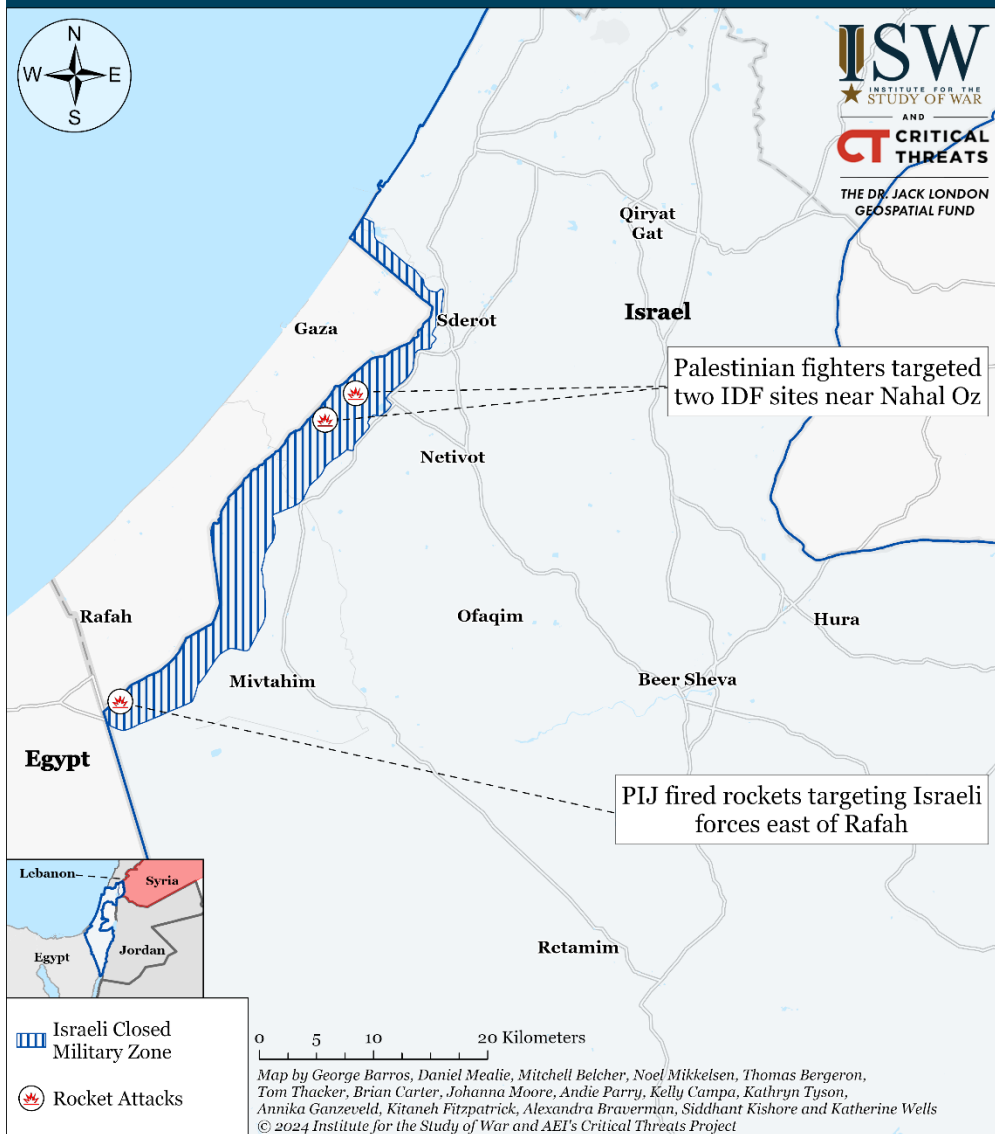 N
W
E
S
ISW
INSTITUTE FOR THE
STUDY OF WAR
AND
CT CRITICAL
THREATS
THE DR. JACK LONDON
GEOSPATIAL FUND
Qiryat
Gat
Gaza
Sderot
Israel
Palestinian fighters targeted
two IDF sites near Nahal Oz
Netivot
Rafah
Ofaqim
Hura
Mivtahim
Beer Sheva
Egypt
PIJ fired rockets targeting Israeli
forces east of Rafah
Lebanon
Syria
Egypt
Jordan
Retamim
Israeli Closed
Military Zone
Rocket Attacks
0 5 10 20 Kilometers
Map by George Barros, Daniel Mealie, Mitchell Belcher, Noel Mikkelsen, Thomas Bergeron,
Tom Thacker, Brian Carter, Johanna Moore, Andie Parry, Kelly Campa, Kathryn Tyson,
Annika Ganzeveld, Kitaneh Fitzpatrick, Alexandra Braverman, Siddhant Kishore and Katherine Wells
© 2024 Institute for the Study of War and AEI's Critical Threats Project